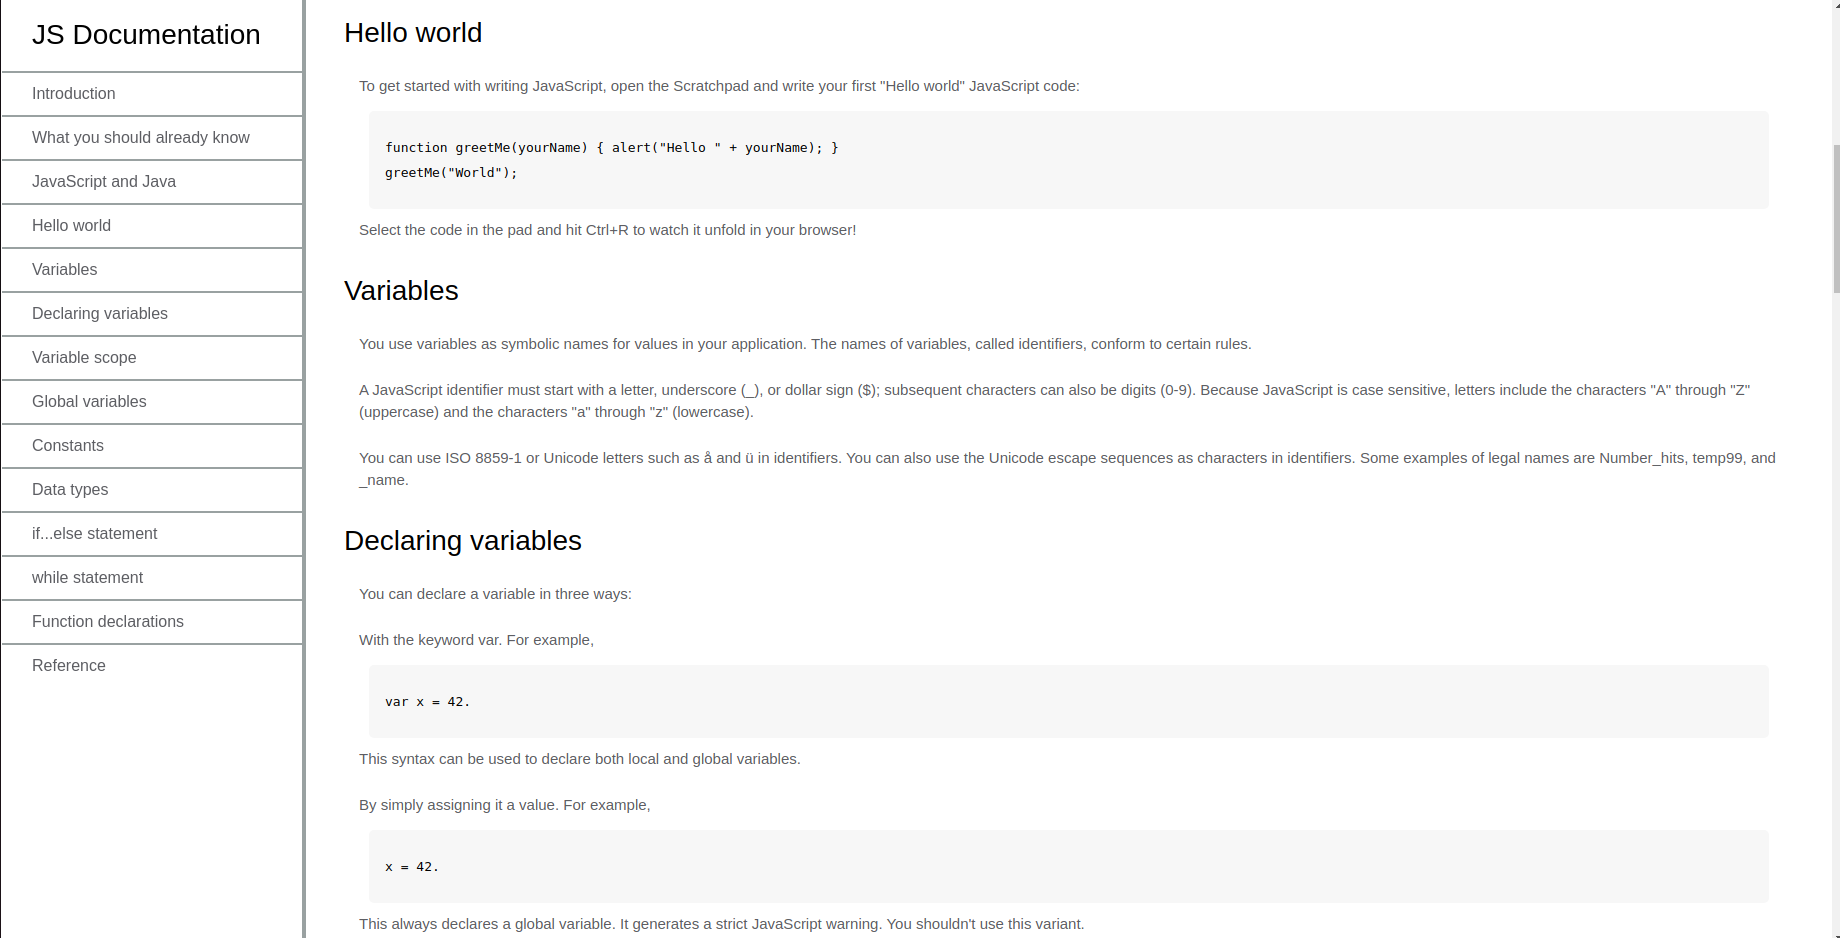 JS Documentation
Introduction
What you should already know
JavaScript and Java
Hello world
Variables
Declaring variables
Variable scope
Global variables
Constants
Data types
if...else statement
while statement
Function declarations
Reference
Hello world
To get started with writing JavaScript, open the Scratchpad and write your first "Hello world" JavaScript code:
function greetMe(yourName) { alert("Hello " + yourName); }
greetMe("World");
Select the code in the pad and hit Ctrl+R to watch it unfold in your browser!
Variables
You use variables as symbolic names for values in your application. The names of variables, called identifiers, conform to certain rules.
A JavaScript identifier must start with a letter, underscore (_), or dollar sign ($); subsequent characters can also be digits (0-9). Because JavaScript is case sensitive, letters include the characters "A" through "Z"
(uppercase) and the characters "a" through "z" (lowercase).
You can use ISO 8859-1 or Unicode letters such as å and ü in identifiers. You can also use the Unicode escape sequences as characters in identifiers. Some examples of legal names are Number_hits, temp99, and
_name.
Declaring variables
You can declare a variable in three ways:
With the keyword var. For example,
var x = 42.
This syntax can be used to declare both local and global variables.
By simply assigning it a value. For example,
x = 42.
This always declares a global variable. It generates a strict JavaScript warning. You shouldn't use this variant.